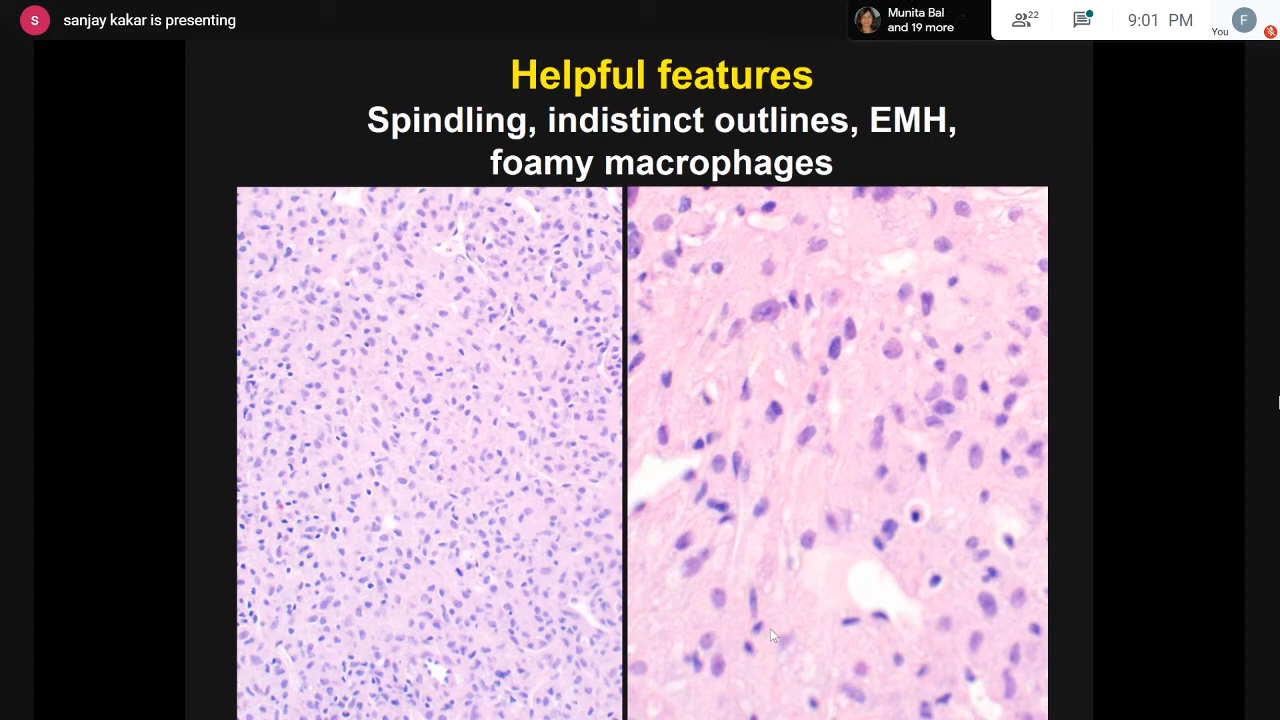 S
sanjay kakar is presenting
Munita Bal
and 19 more
22
9:01 PM
You
F
Helpful features
Spindling, indistinct outlines, EMH,
foamy macrophages